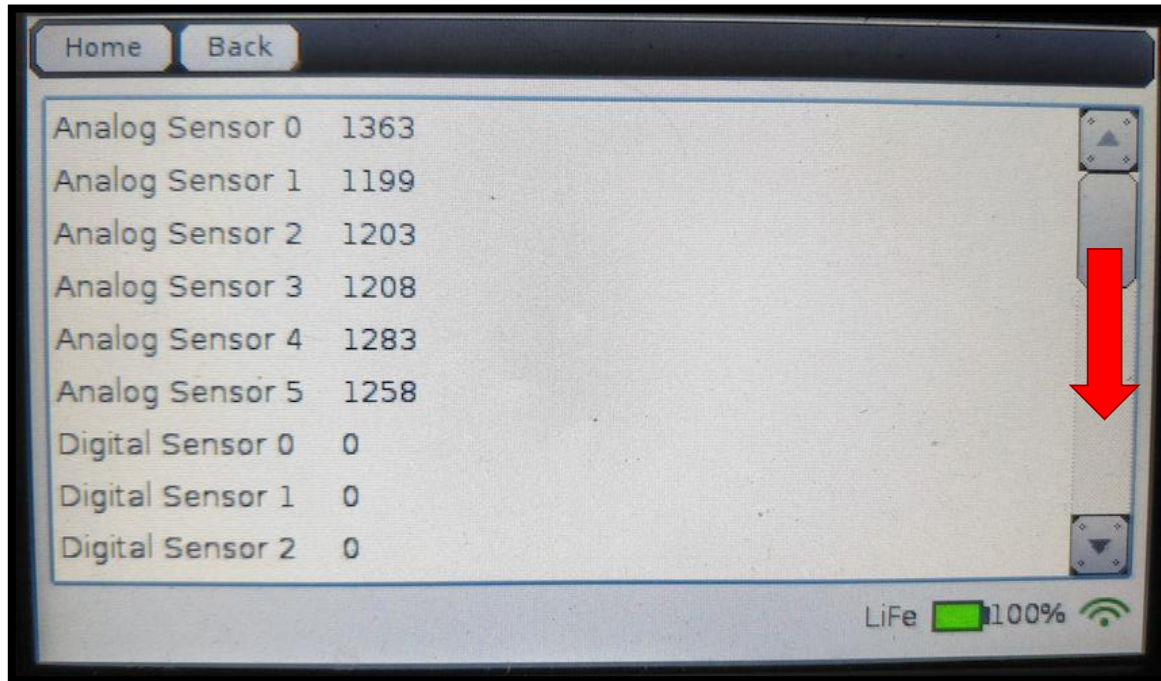 Home Back
Analog Sensor 0 1363
Analog Sensor 1 1199
Analog Sensor 2 1203
Analog Sensor 3 1208
Analog Sensor 4 1283
Analog Sensor 5 1258
Digital Sensor 0 0
Digital Sensor 1 0
Digital Sensor 2 0
LiFe 100%